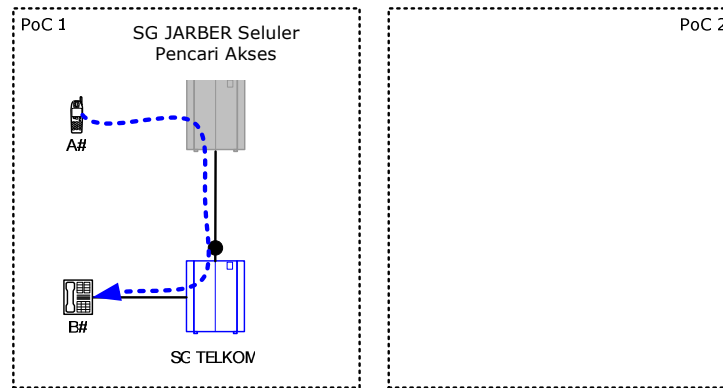 PoC 1
SG JARBER Seluler
Pencari Akses
A#
B#
SG TELKOM
PoC 2